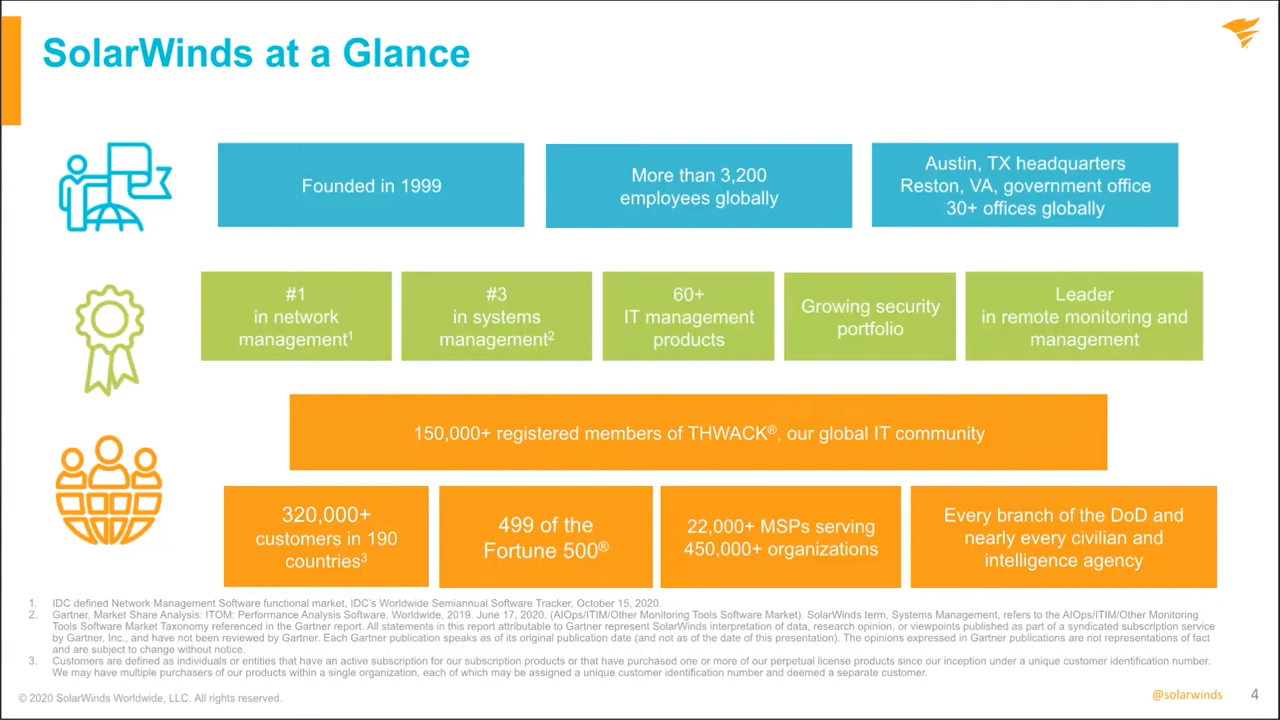 SolarWinds at a Glance
Founded in 1999
More than 3,200
employees globally
Austin, TX headquarters
Reston, VA, government office
30+ offices globally
#1
in network
management¹
#3
in systems
management²
60+
IT management
products
Growing security
portfolio
Leader
in remote monitoring and
management
150,000+ registered members of THWACK®, our global IT community
320,000+
customers in 190
countries³
499 of the
Fortune 500®
22,000+ MSPs serving
450,000+ organizations
Every branch of the DoD and
nearly every civilian and
intelligence agency
1. IDC defined Network Management Software functional market, IDC's Worldwide Semiannual Software Tracker, October 15, 2020.
2. Gartner, Market Share Analysis: ITOM: Performance Analysis Software, Worldwide, 2019. June 17, 2020. (AIOps/ITIM/Other Monitoring Tools Software Market). SolarWinds term, Systems Management, refers to the AIOps/ITIM/Other Monitoring
Tools Software Market Taxonomy referenced in the Gartner report. All statements in this report attributable to Gartner represent SolarWinds interpretation of data, research opinion, or viewpoints published as part of a syndicated subscription service
by Gartner, Inc., and have not been reviewed by Gartner. Each Gartner publication speaks as of its original publication date (and not as of the date of this presentation). The opinions expressed in Gartner publications are not representations of fact
and are subject to change without notice.
3. Customers are defined as individuals or entities that have an active subscription for our subscription products or that have purchased one or more of our perpetual license products since our inception under a unique customer identification number.
We may have multiple purchasers of our products within a single organization, each of which may be assigned a unique customer identification number and deemed a separate customer.
© 2020 SolarWinds Worldwide, LLC. All rights reserved.
@solarwinds 4